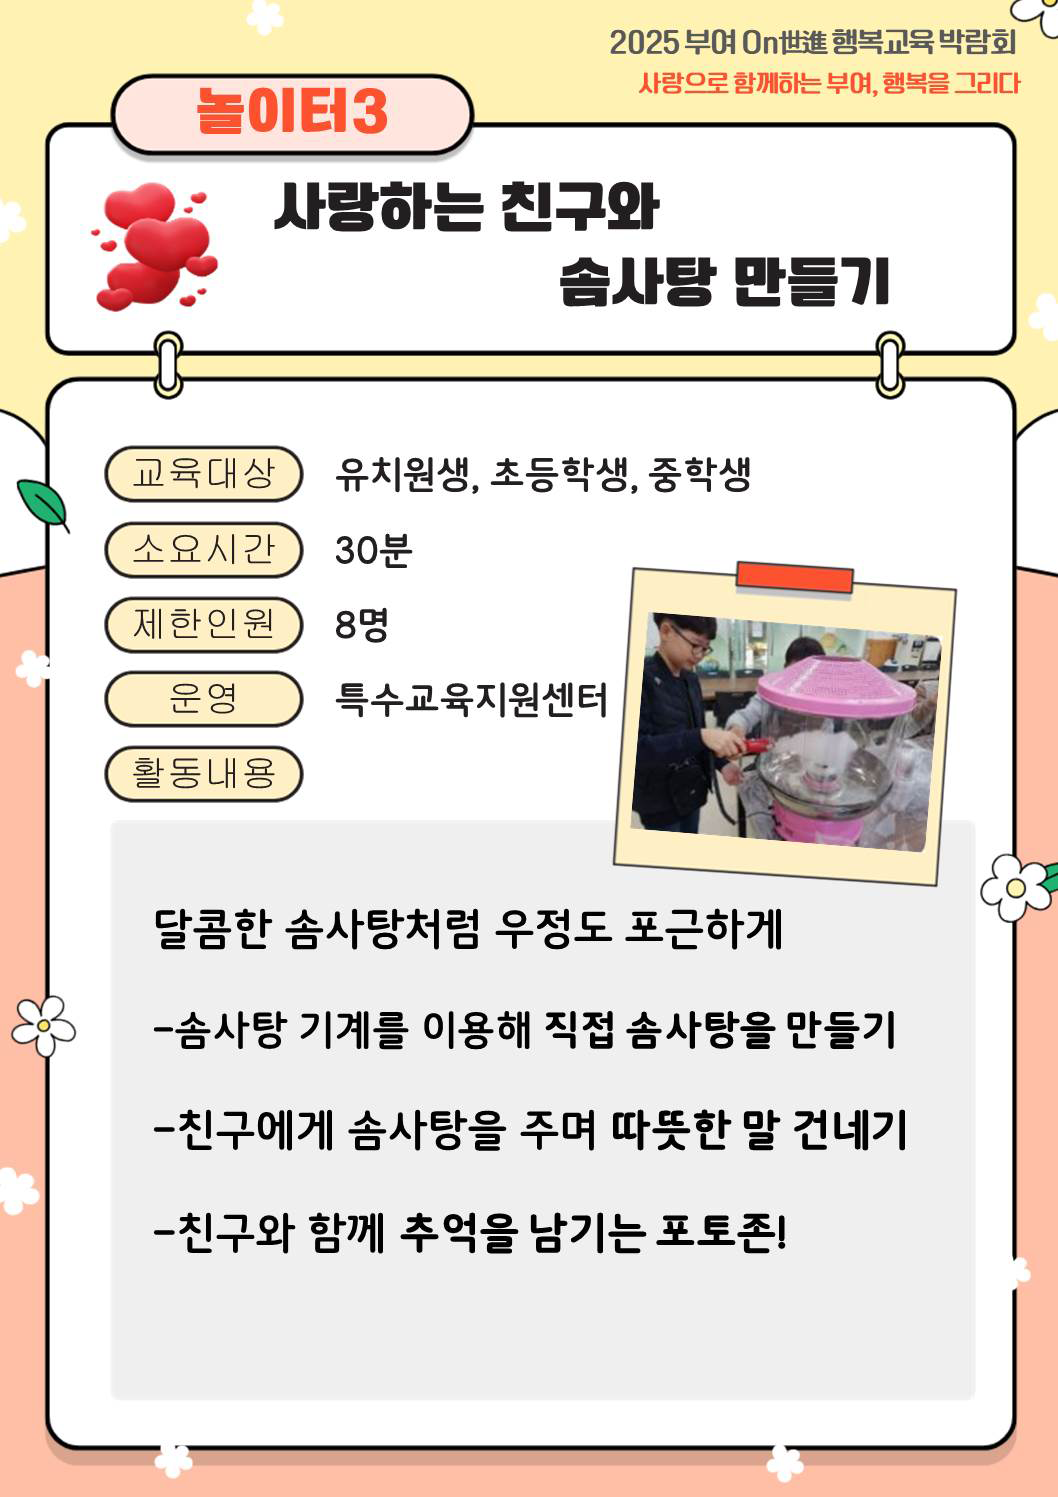 2025 부여 On世進 행복교육 박람회
사랑으로 함께하는 부여, 행복을 그리다
놀이터3
사랑하는 친구와
솜사탕 만들기
교육대상 유치원생, 초등학생, 중학생
소요시간 30분
제한인원 8명
운영 특수교육지원센터
활동내용
달콤한 솜사탕처럼 우정도 포근하게
-솜사탕 기계를 이용해 직접 솜사탕을 만들기
-친구에게 솜사탕을 주며 따뜻한 말 건네기
-친구와 함께 추억을 남기는 포토존!